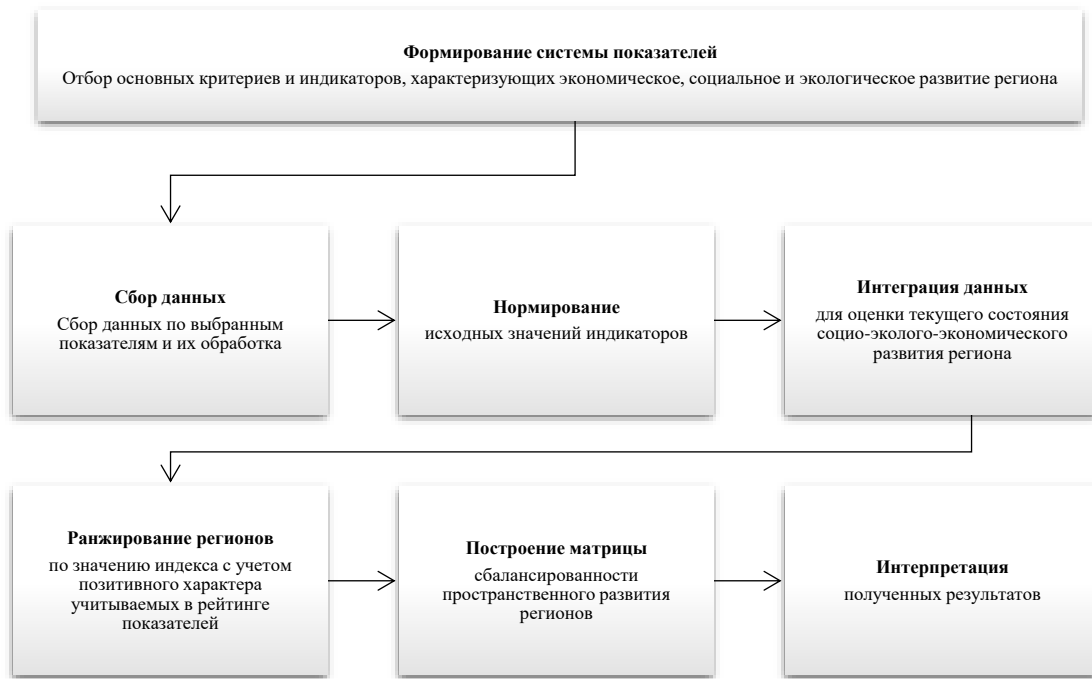 Формирование системы показателей
Отбор основных критериев и индикаторов, характеризующих экономическое, социальное и экологическое развитие региона
Сбор данных
Сбор данных по выбранным
показателям и их обработка
Нормирование
исходных значений индикаторов
Интеграция данных
для оценки текущего состояния
социо-эколого-экономического
развития региона
Ранжирование регионов
по значению индекса с учетом
позитивного характера
учитываемых в рейтинге
показателей
Построение матрицы
сбалансированности
пространственного развития
регионов
Интерпретация
полученных результатов